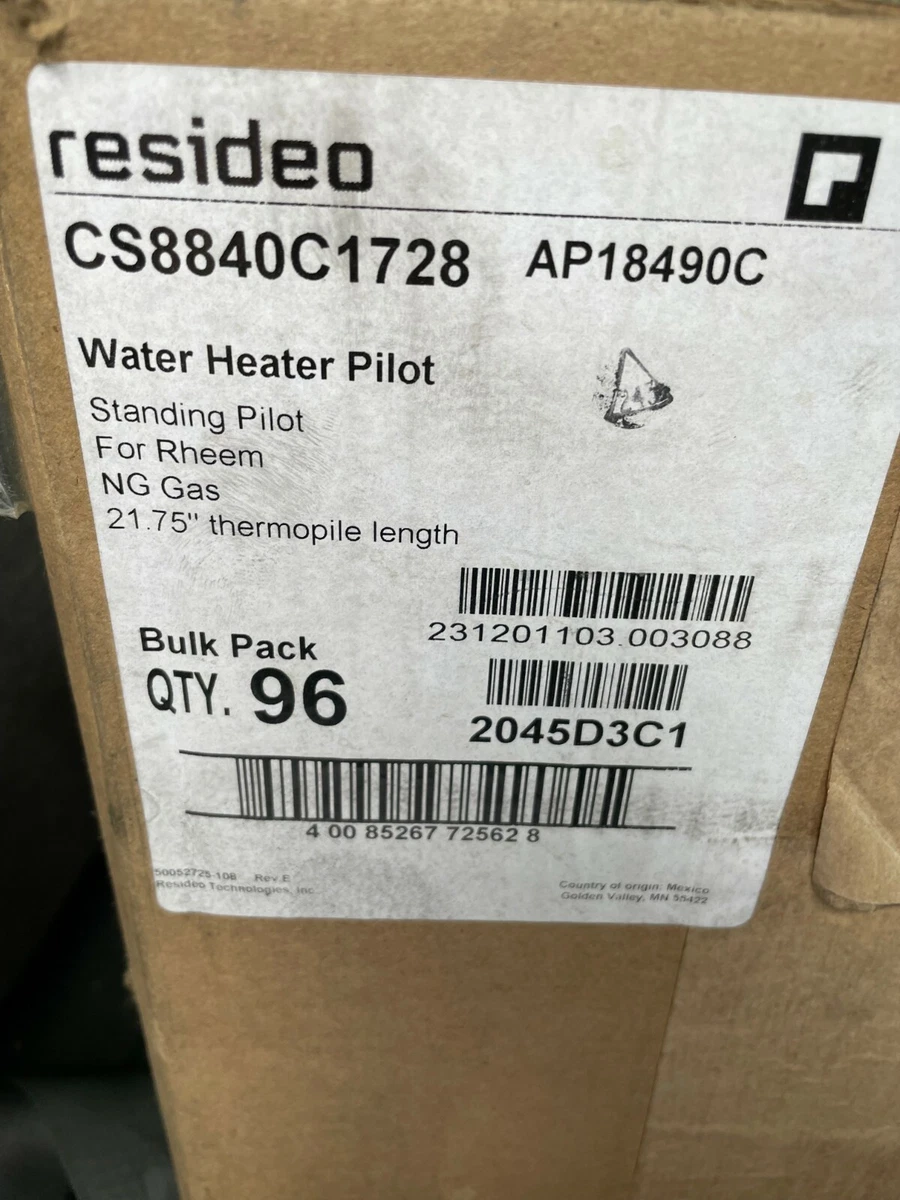 resideo
CS8840C1728 AP18490C
Water Heater Pilot
Standing Pilot
For Rheem
NG Gas
21.75" thermopile length
231201103.003088
Bulk Pack
QTY. 96
2045D3C1
4 00 85267 72562 8
50052725-108 Rev.E
Resideo Technologies, Inc.
Country of origin: Mexico
Golden Valley, MN 55422